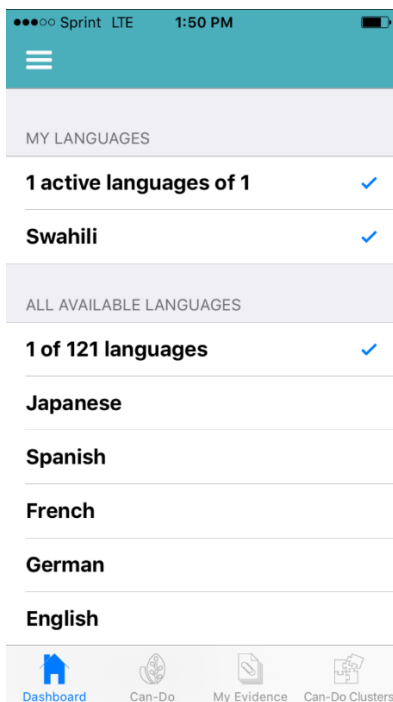 Sprint LTE 1:50 PM
MY LANGUAGES
1 active languages of 1
Swahili
ALL AVAILABLE LANGUAGES
1 of 121 languages
Japanese
Spanish
French
German
English
Dashboard Can-Do My Evidence Can-Do Clusters